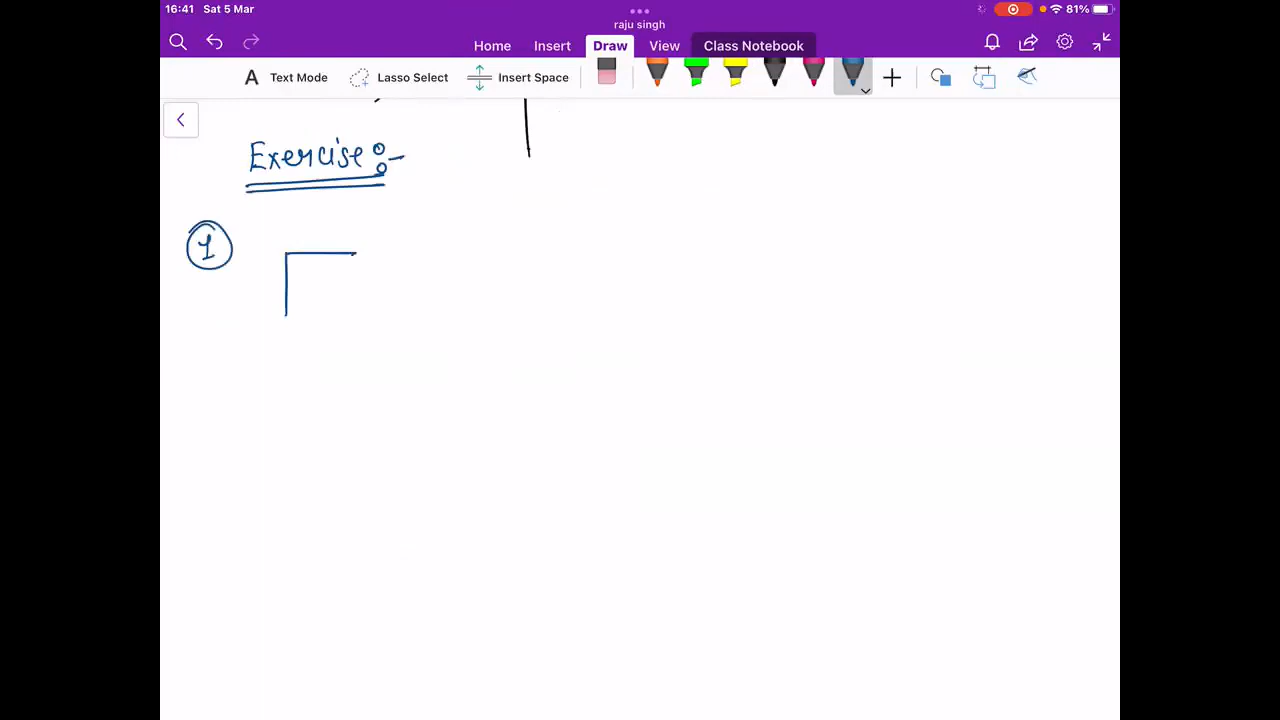 16:41 Sat 5 Mar 81%
raju singh
Home Insert Draw View Class Notebook
A Text Mode Lasso Select Insert Space
Exercise :-
1